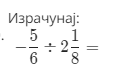 Израчунај:
. -5/6 ÷ 2 1/8 =